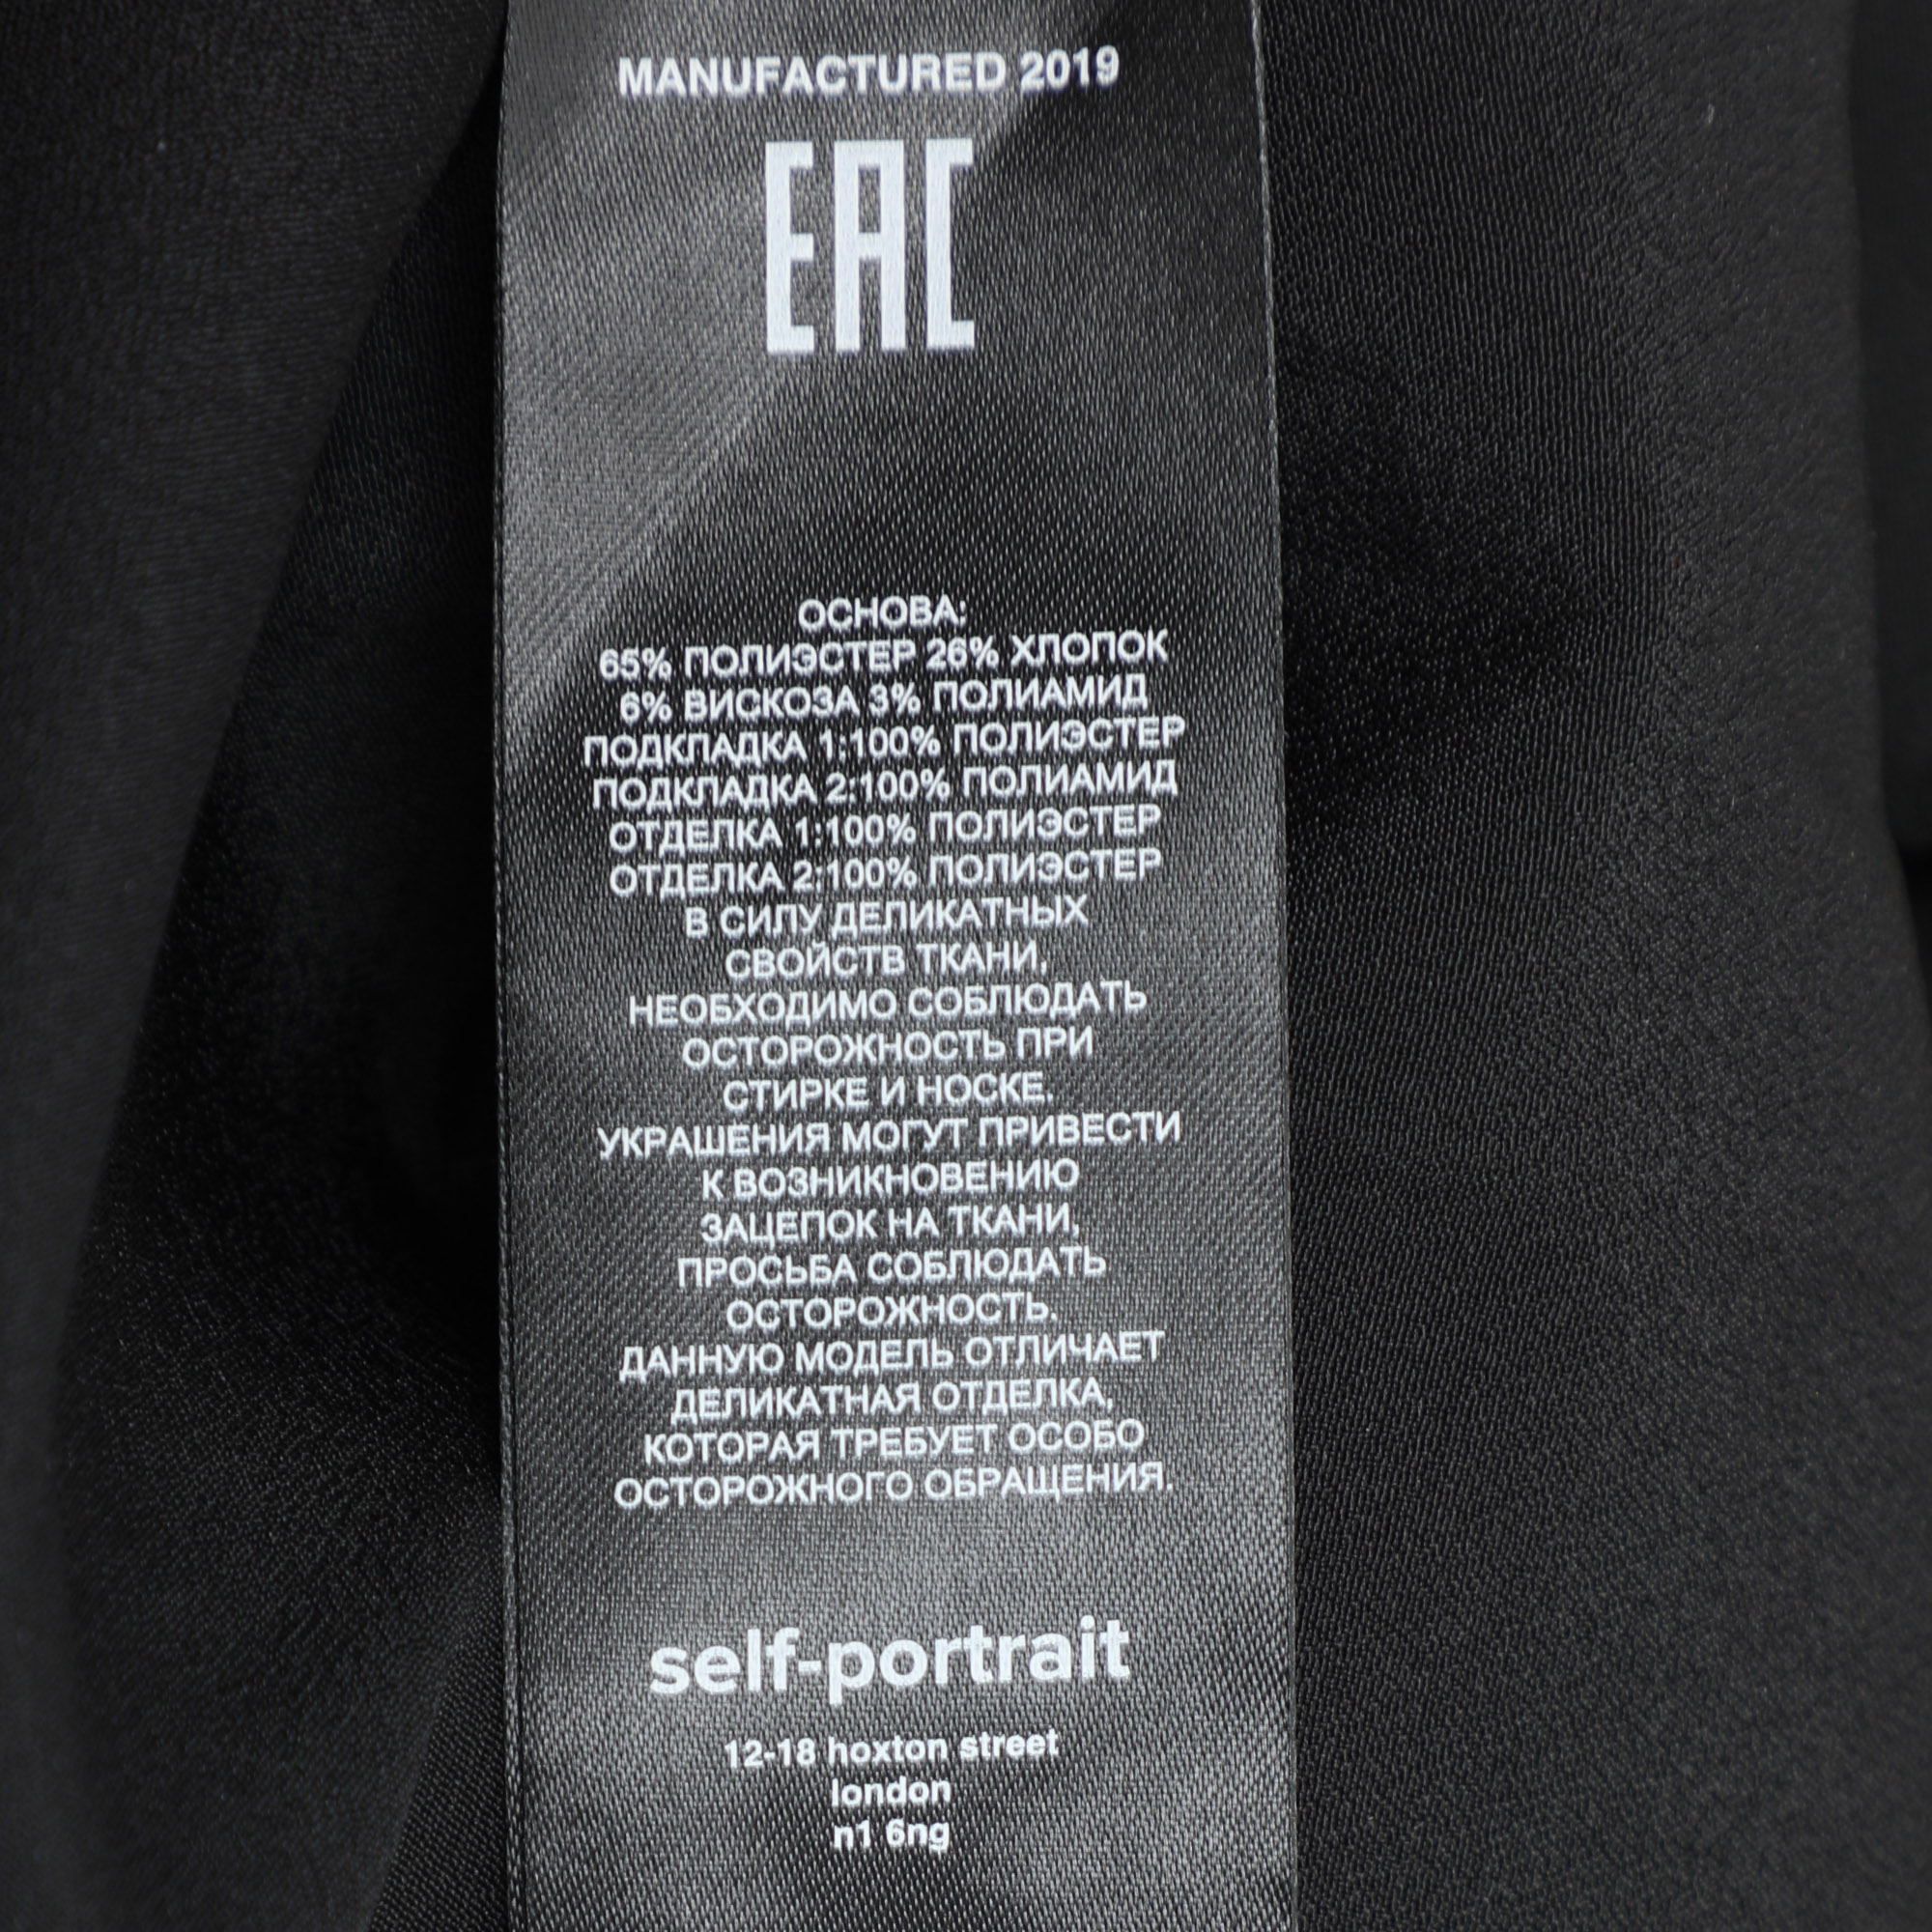 MANUFACTURED 2019
EAC
ОСНОВА:
65% ПОЛИЭСТЕР 26% ХЛОПОК
6% ВИСКОЗА 3% ПОЛИАМИД
ПОДКЛАДКА 1:100% ПОЛИЭСТЕР
ПОДКЛАДКА 2:100% ПОЛИАМИД
ОТДЕЛКА 1:100% ПОЛИЭСТЕР
ОТДЕЛКА 2:100% ПОЛИЭСТЕР
В СИЛУ ДЕЛИКАТНЫХ
СВОЙСТВ ТКАНИ,
НЕОБХОДИМО СОБЛЮДАТЬ
ОСТОРОЖНОСТЬ ПРИ
СТИРКЕ И НОСКЕ.
УКРАШЕНИЯ МОГУТ ПРИВЕСТИ
К ВОЗНИКНОВЕНИЮ
ЗАЦЕПОК НА ТКАНИ,
ПРОСЬБА СОБЛЮДАТЬ
ОСТОРОЖНОСТЬ.
ДАННУЮ МОДЕЛЬ ОТЛИЧАЕТ
ДЕЛИКАТНАЯ ОТДЕЛКА,
КОТОРАЯ ТРЕБУЕТ ОСОБО
ОСТОРОЖНОГО ОБРАЩЕНИЯ.
self-portrait
12-18 hoxton street
london
n1 6ng